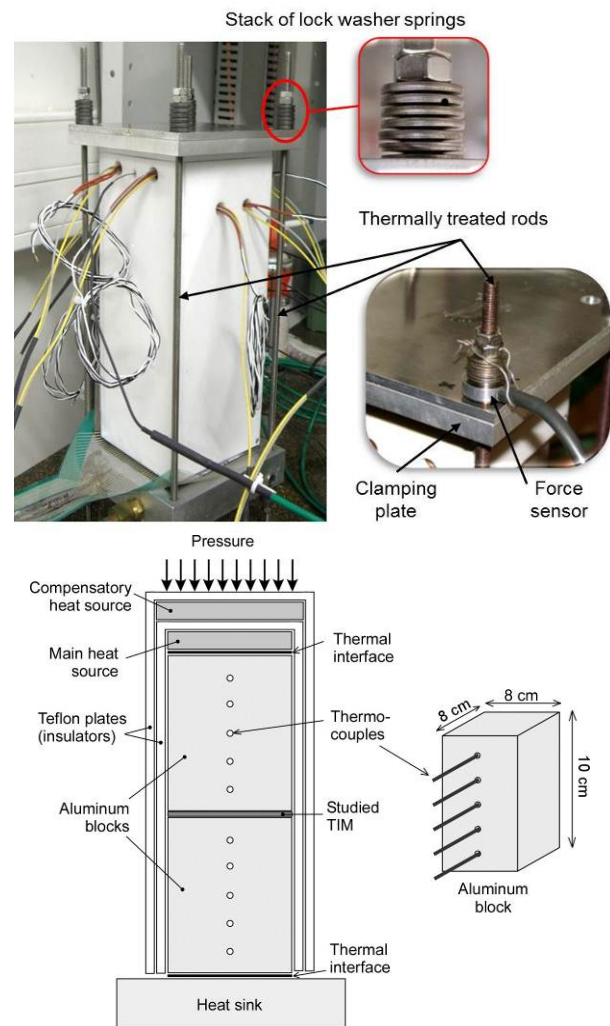 Stack of lock washer springs
Thermally treated rods
Clamping
plate
Force
sensor
Pressure
Compensatory
heat source
Main heat
source
Thermal
interface
Teflon plates
(insulators)
Thermo-
couples
8 cm
8 cm
10 cm
Aluminum
blocks
Studied
TIM
Aluminum
block
Thermal
interface
Heat sink